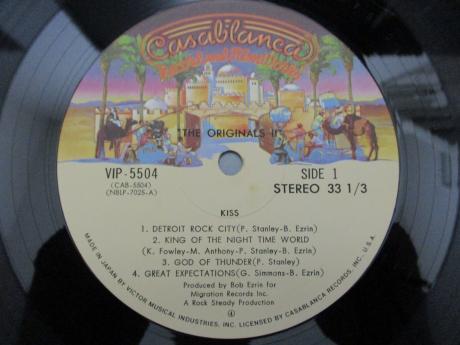 Casablanca
Record and FilmWorks
"THE ORIGINALS II"
VIP-5504
(CAB-5504)
(NBLP-7025-A)
SIDE 1
STEREO 33 1/3
KISS
1. DETROIT ROCK CITY(P. Stanley-B. Ezrin)
2. KING OF THE NIGHT TIME WORLD
(K. Fowley-M. Anthony-P. Stanley-B. Ezrin)
3. GOD OF THUNDER(P. Stanley)
4. GREAT EXPECTATIONS(G. Simmons-B. Ezrin)
Produced by Bob Ezrin for
Migration Records Inc.
A Rock Steady Production
④
MADE IN JAPAN BY VICTOR MUSICAL INDUSTRIES, INC. LICENSED BY CASABLANCA RECORDS, INC., U.S.A.